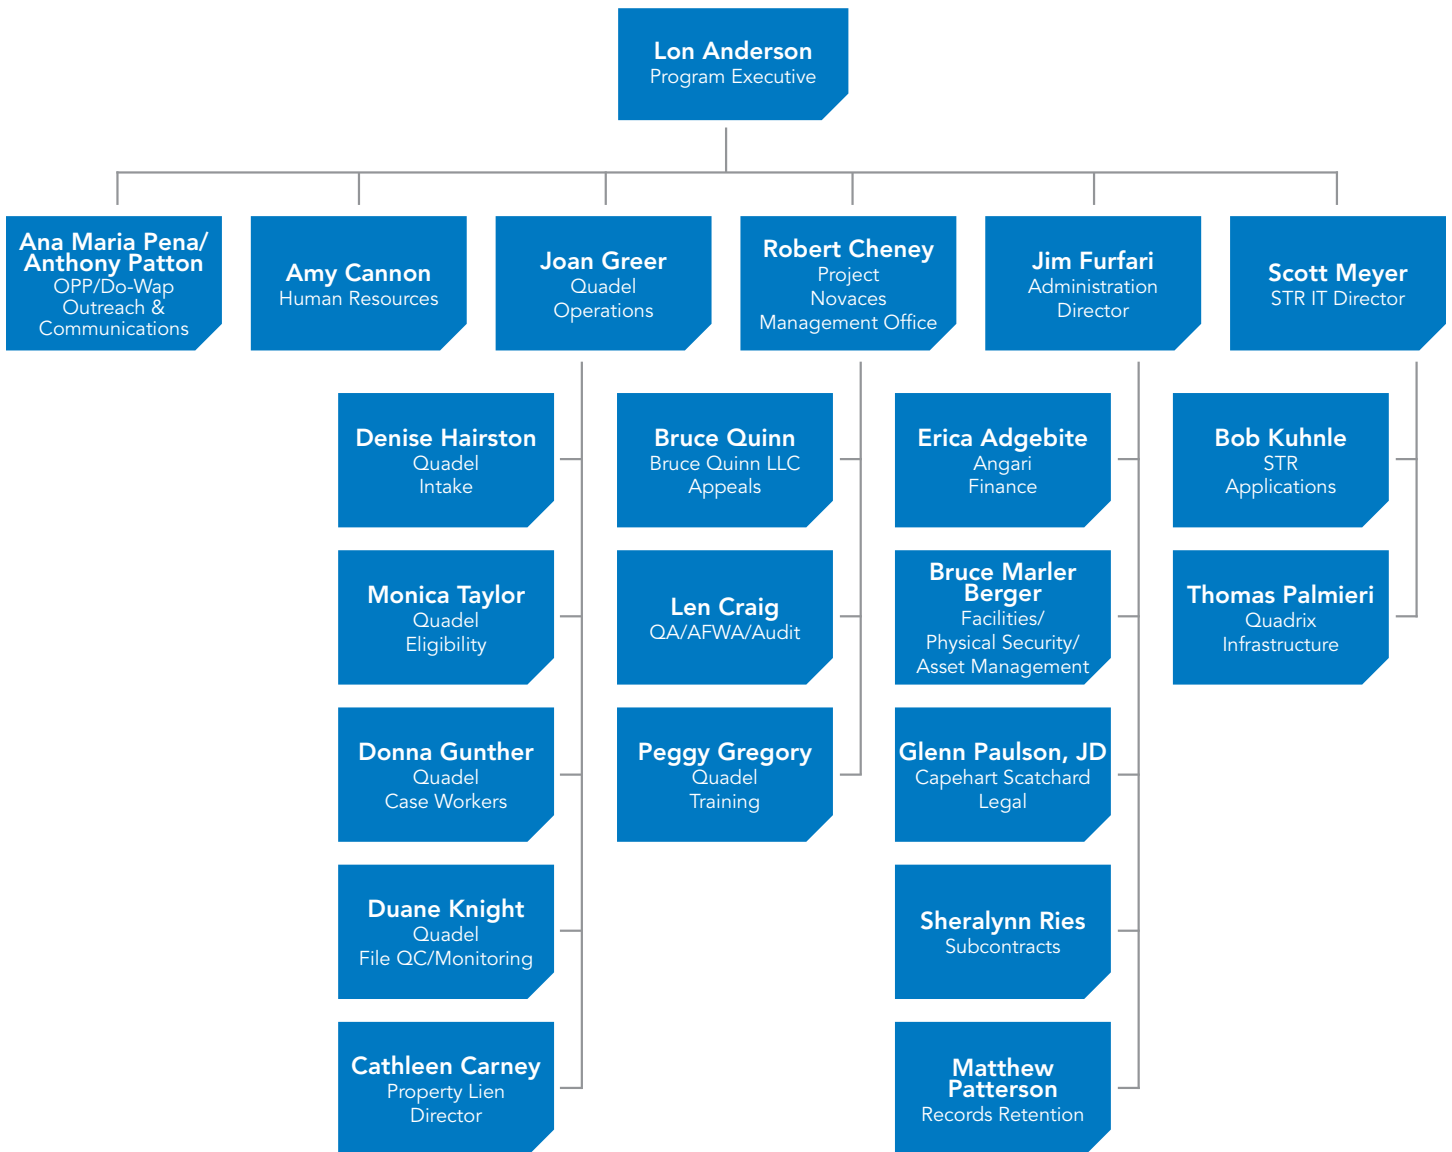 Lon Anderson
Program Executive
Ana Maria Pena/
Anthony Patton
OPP/Do-Wap
Outreach &
Communications
Amy Cannon
Human Resources
Joan Greer
Quadel
Operations
Robert Cheney
Project
Novaces
Management Office
Jim Furfari
Administration
Director
Scott Meyer
STR IT Director
Denise Hairston
Quadel
Intake
Monica Taylor
Quadel
Eligibility
Donna Gunther
Quadel
Case Workers
Duane Knight
Quadel
File QC/Monitoring
Cathleen Carney
Property Lien
Director
Bruce Quinn
Bruce Quinn LLC
Appeals
Len Craig
QA/AFWA/Audit
Peggy Gregory
Quadel
Training
Erica Adgebite
Angari
Finance
Bruce Marler
Berger
Facilities/
Physical Security/
Asset Management
Glenn Paulson, JD
Capehart Scatchard
Legal
Sheralynn Ries
Subcontracts
Matthew
Patterson
Records Retention
Bob Kuhnle
STR
Applications
Thomas Palmieri
Quadrix
Infrastructure